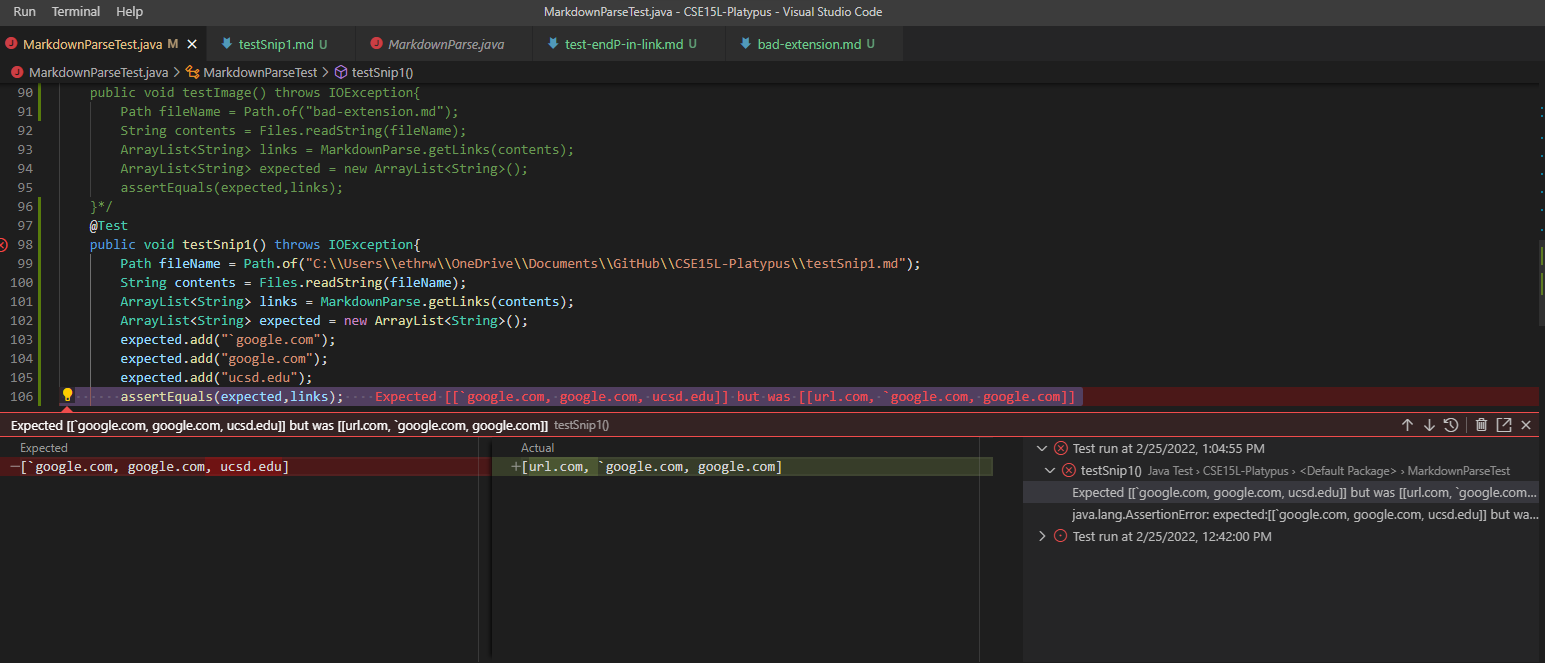 Run Terminal Help MarkdownParseTest.java - CSE15L-Platypus - Visual Studio Code
MarkdownParseTest.java M testSnip1.md U MarkdownParse.java test-endP-in-link.md U bad-extension.md U
MarkdownParseTest.java > MarkdownParseTest > testSnip1()
90 public void testImage() throws IOException{
91 Path fileName = Path.of("bad-extension.md");
92 String contents = Files.readString(fileName);
93 ArrayList<String> links = MarkdownParse.getLinks(contents);
94 ArrayList<String> expected = new ArrayList<String>();
95 assertEquals(expected,links);
96 }*/
97 @Test
98 public void testSnip1() throws IOException{
99 Path fileName = Path.of("C:\\Users\\ethrw\\OneDrive\\Documents\\GitHub\\CSE15L-Platypus\\testSnip1.md");
100 String contents = Files.readString(fileName);
101 ArrayList<String> links = MarkdownParse.getLinks(contents);
102 ArrayList<String> expected = new ArrayList<String>();
103 expected.add("`google.com");
104 expected.add("google.com");
105 expected.add("ucsd.edu");
106 assertEquals(expected,links); Expected [[`google.com, google.com, ucsd.edu]] but was [[url.com, `google.com, google.com]]
Expected [[`google.com, google.com, ucsd.edu]] but was [[url.com, `google.com, google.com]] testSnip1()
Expected Actual
−[`google.com, google.com, ucsd.edu] +[url.com, `google.com, google.com]
Test run at 2/25/2022, 1:04:55 PM
testSnip1() Java Test › CSE15L-Platypus › <Default Package> › MarkdownParseTest
Expected [[`google.com, google.com, ucsd.edu]] but was [[url.com, `google.com...
java.lang.AssertionError: expected:[[`google.com, google.com, ucsd.edu]] but wa...
Test run at 2/25/2022, 12:42:00 PM